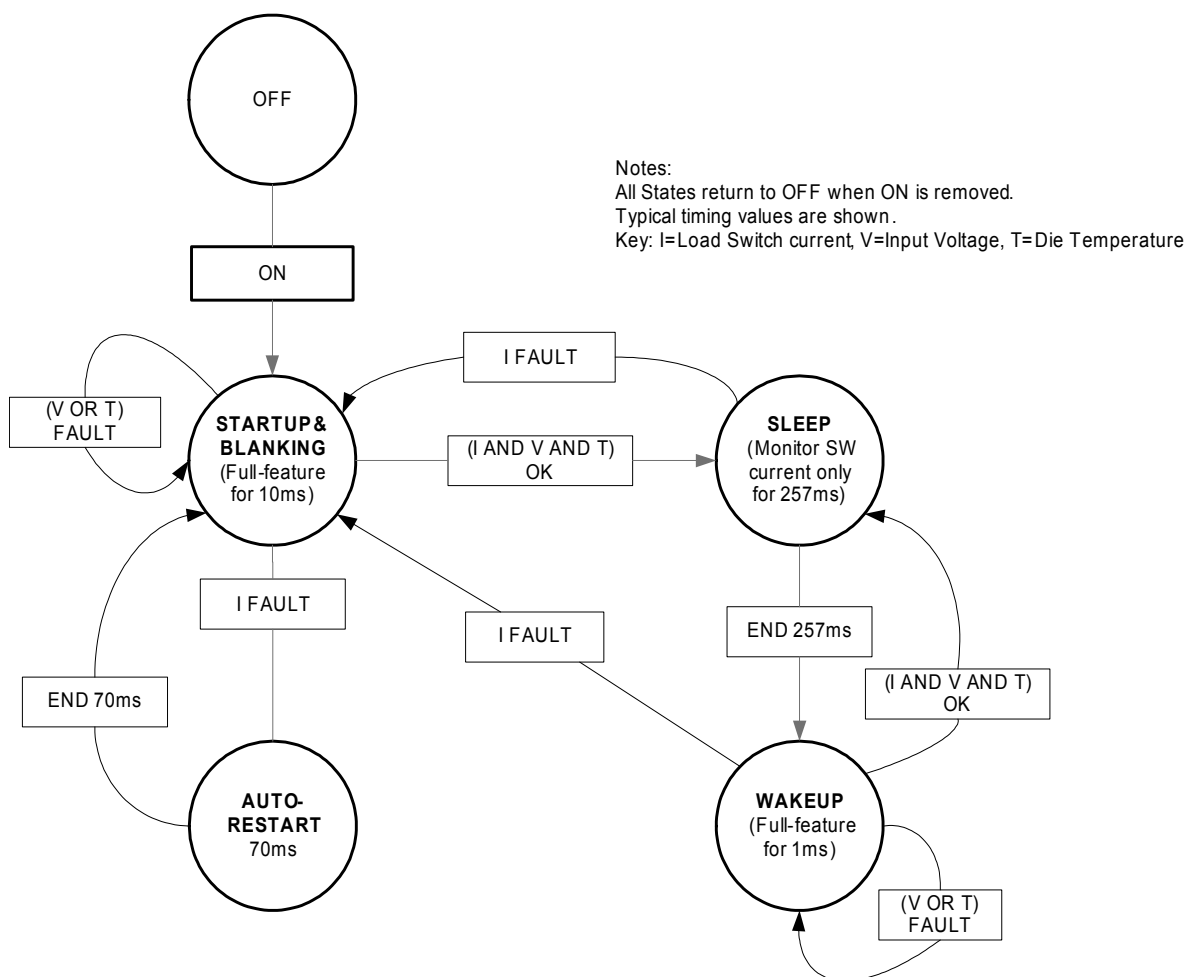 OFF
Notes:
All States return to OFF when ON is removed.
Typical timing values are shown.
Key: I=Load Switch current, V=Input Voltage, T=Die Temperature
ON
I FAULT
(V OR T)
FAULT
STARTUP &
BLANKING
(Full-feature
for 10ms)
(I AND V AND T)
OK
SLEEP
(Monitor SW
current only
for 257ms)
I FAULT
I FAULT
END 257ms
(I AND V AND T)
OK
END 70ms
AUTO-
RESTART
70ms
WAKEUP
(Full-feature
for 1ms)
(V OR T)
FAULT